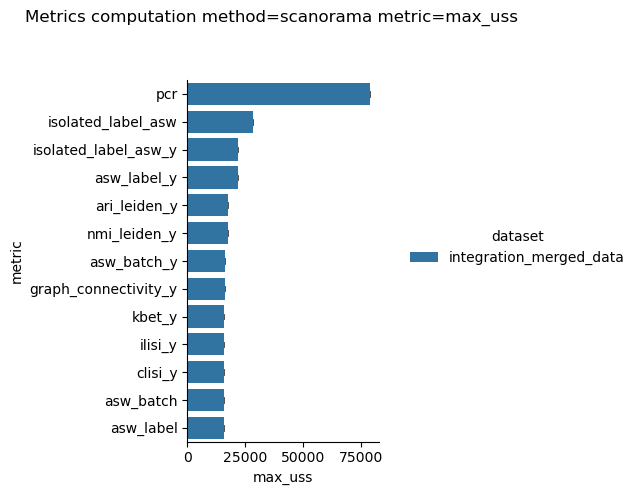 Metrics computation method=scanorama metric=max_uss
pcr
isolated_label_asw
isolated_label_asw_y
asw_label_y
ari_leiden_y
nmi_leiden_y
asw_batch_y
graph_connectivity_y
kbet_y
ilisi_y
clisi_y
asw_batch
asw_label
metric
0 25000 50000 75000
max_uss
dataset
integration_merged_data